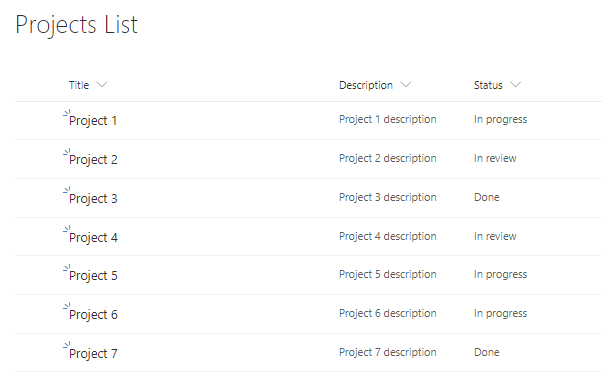 Projects List
Title Description Status
Project 1 Project 1 description In progress
Project 2 Project 2 description In review
Project 3 Project 3 description Done
Project 4 Project 4 description In review
Project 5 Project 5 description In progress
Project 6 Project 6 description In progress
Project 7 Project 7 description Done